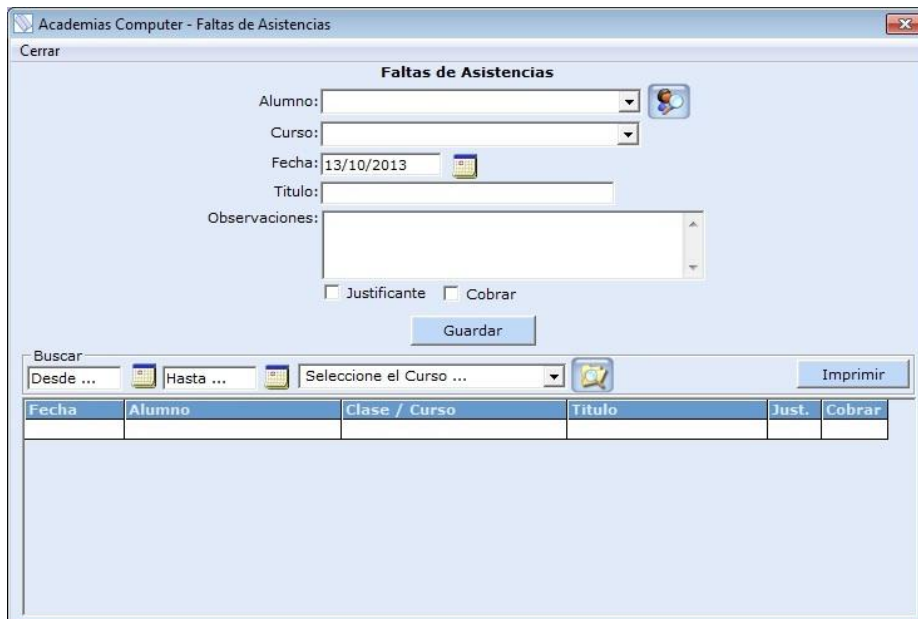 Academias Computer - Faltas de Asistencias
Cerrar
Faltas de Asistencias
Alumno:
Curso:
Fecha: 13/10/2013
Titulo:
Observaciones:
Justificante Cobrar
Guardar
Buscar
Desde ... Hasta ... Seleccione el Curso ... Imprimir
Fecha Alumno Clase / Curso Titulo Just. Cobrar